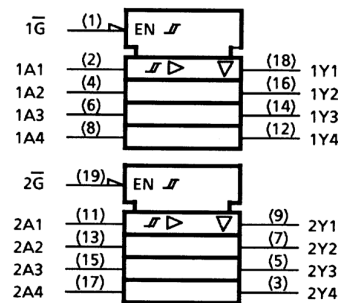 1G̅ (1) EN
1A1 (2) (18) 1Y1
1A2 (4) (16) 1Y2
1A3 (6) (14) 1Y3
1A4 (8) (12) 1Y4
2G̅ (19) EN
2A1 (11) (9) 2Y1
2A2 (13) (7) 2Y2
2A3 (15) (5) 2Y3
2A4 (17) (3) 2Y4